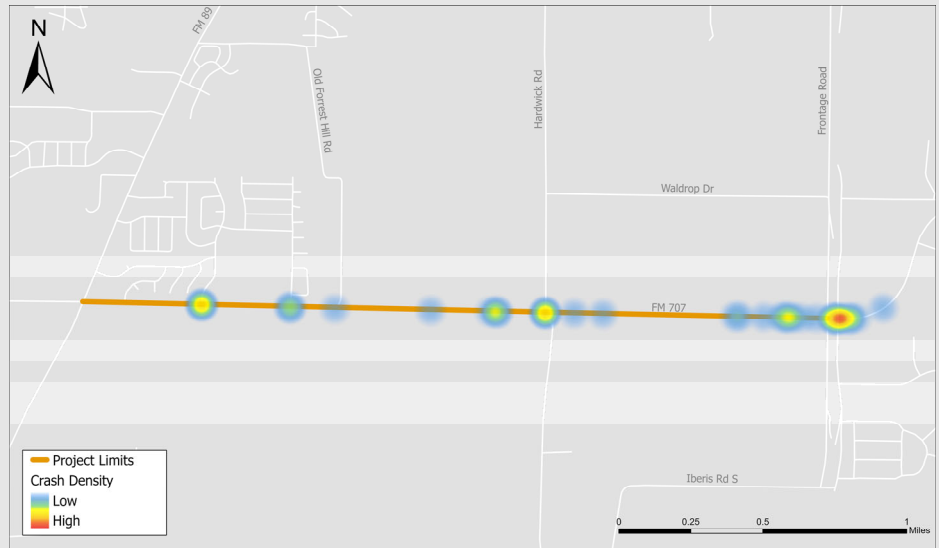 N
FM 89
Old Forrest Hill Rd
Hardwick Rd
Frontage Road
Waldrop Dr
FM 707
Iberis Rd S
Project Limits
Crash Density
Low
High
0 0.25 0.5 1
Miles